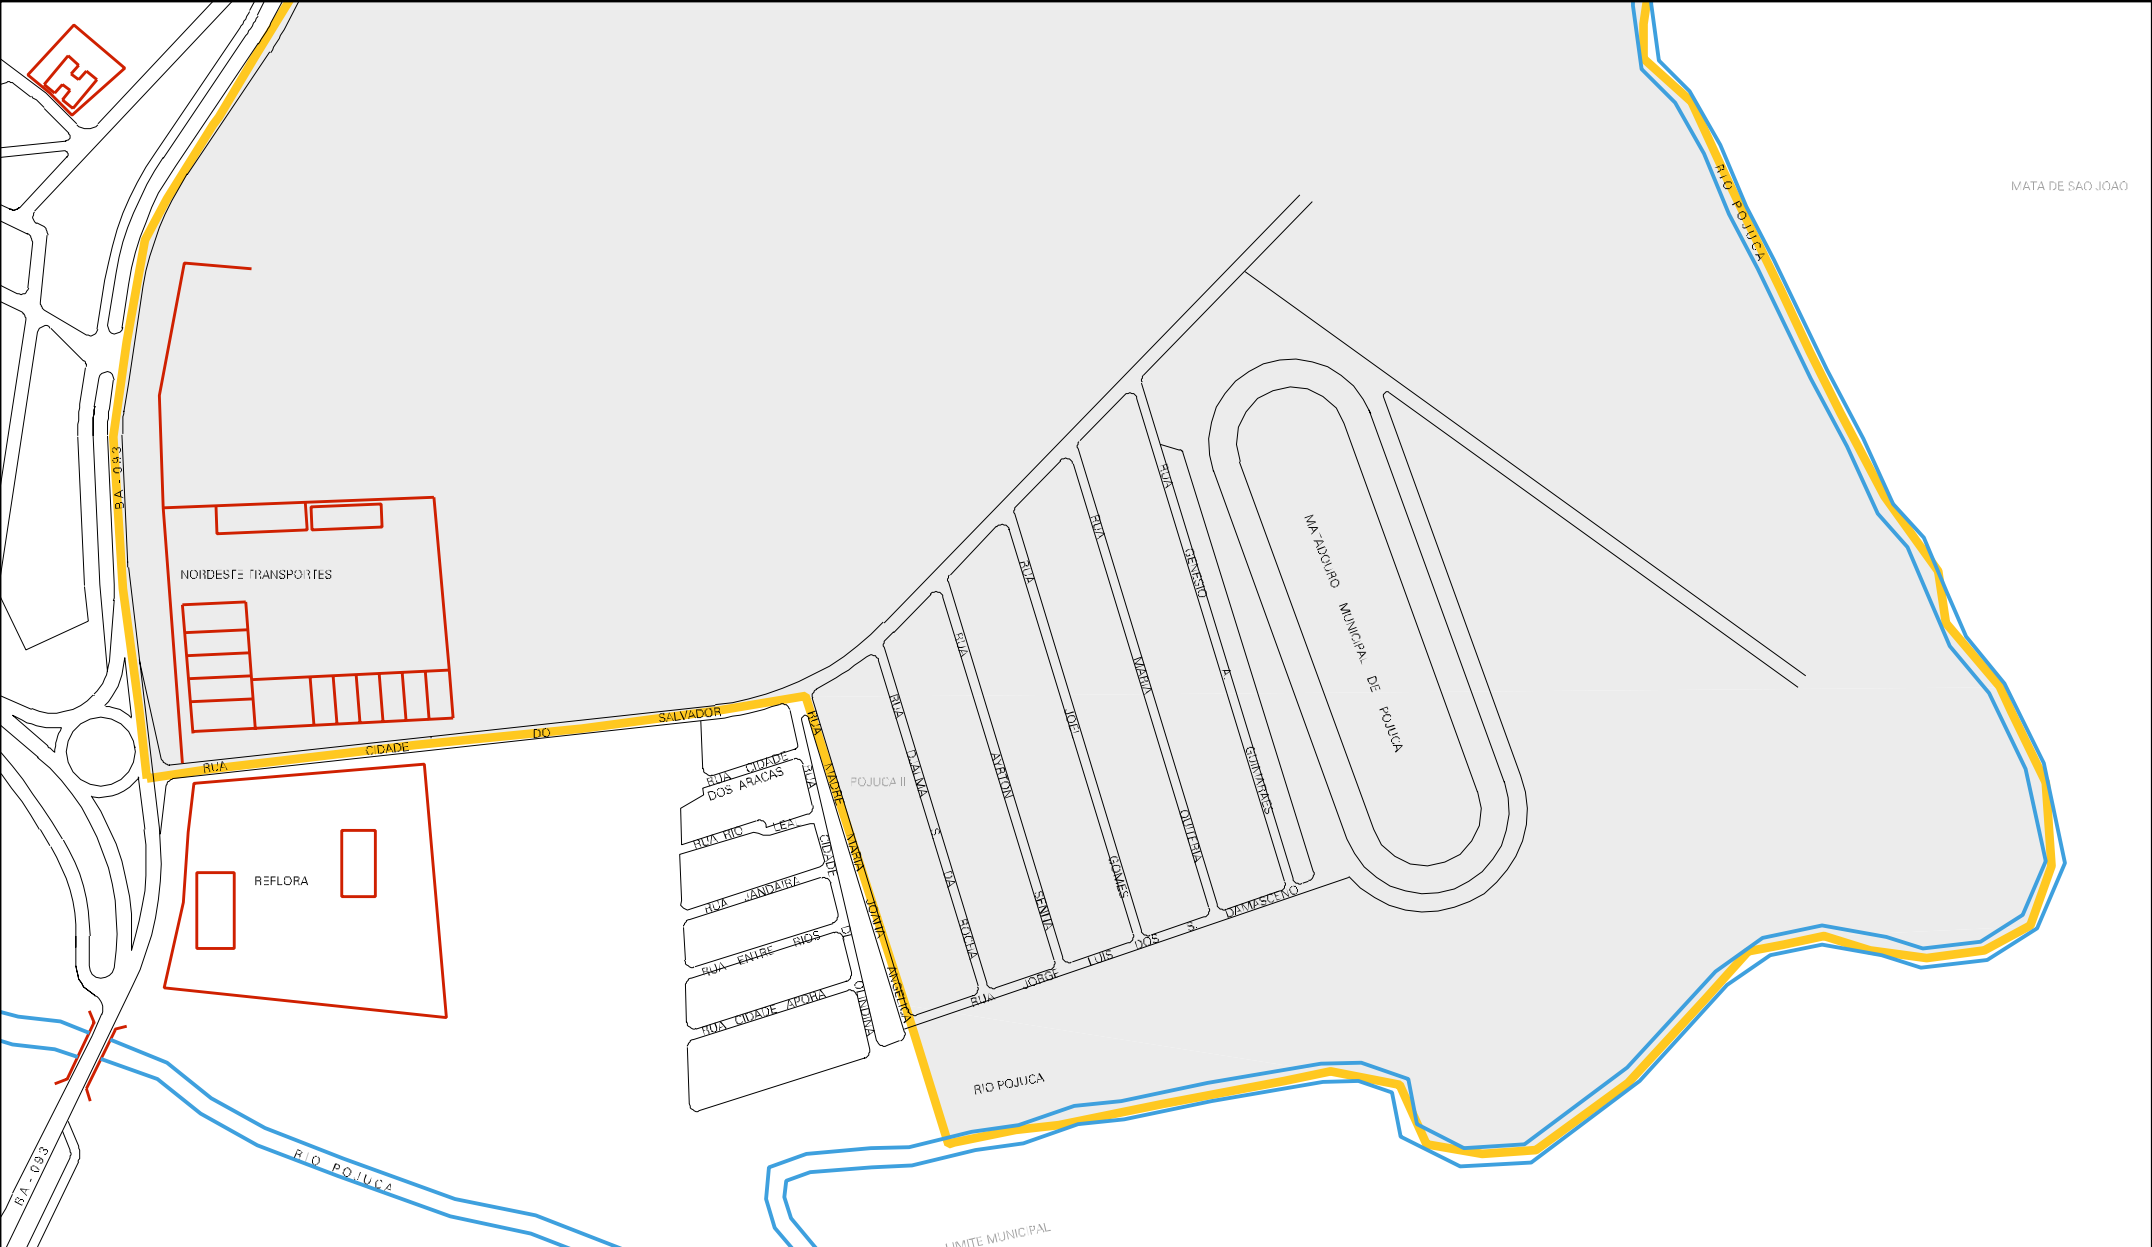 MATA DE SAO JOAO
RIO POJUCA
BA-093
NORDESTE TRANSPORTES
MATADOURO MUNICIPAL DE POJUCA
RUA GENESIO A GUIMARAES
RUA MARIA QUITERIA
RUA JOEL GOMES
RUA AYRTON SENNA
RUA DJALMA S DA ROCHA
RUA MADRE MARIA JOANA ANGELICA
RUA CIDADE DO SALVADOR
POJUCA II
RUA CIDADE
DOS ARACAS
RUA RIO LEAL
RUA CIDADE D OLINDINA
RUA JANDAIRA
RUA ENTRE RIOS
RUA CIDADE APORA
RUA JORGE LUIS DOS S. DAMASCENO
REFLORA
RIO POJUCA
RIO POJUCA
BA-093
LIMITE MUNICIPAL